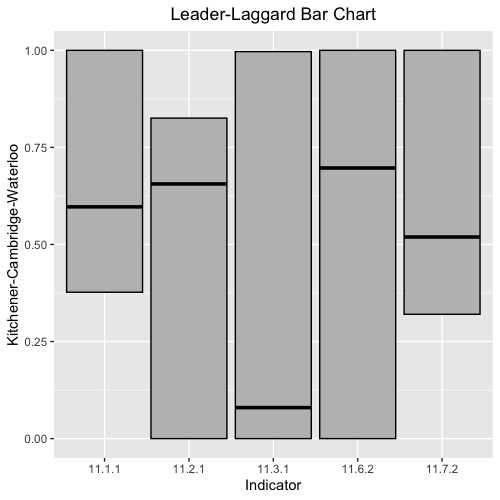 Leader-Laggard Bar Chart
Kitchener-Cambridge-Waterloo
1.00
0.75
0.50
0.25
0.00
11.1.1 11.2.1 11.3.1 11.6.2 11.7.2
Indicator